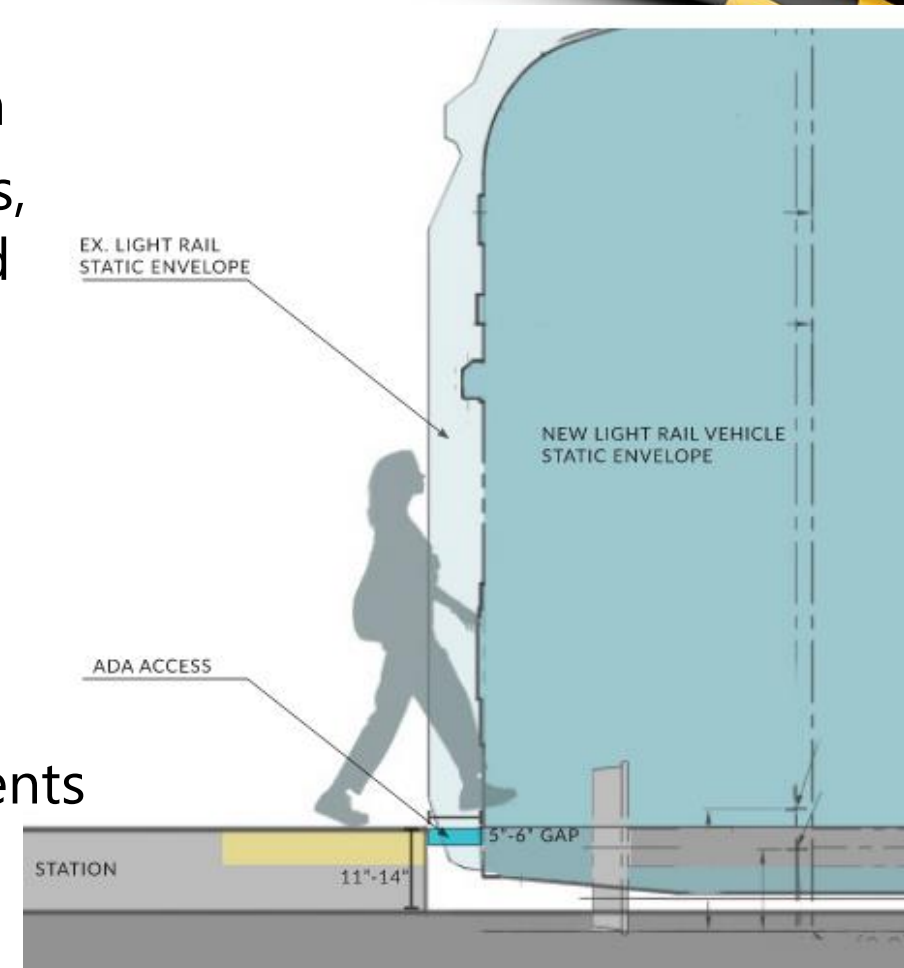 s,
EX. LIGHT RAIL
STATIC ENVELOPE
NEW LIGHT RAIL VEHICLE
STATIC ENVELOPE
ADA ACCESS
ents
5"-6" GAP
STATION
11"-14"